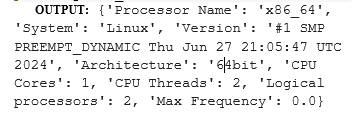 OUTPUT: {'Processor Name': 'x86_64',
'System': 'Linux', 'Version': '#1 SMP
PREEMPT_DYNAMIC Thu Jun 27 21:05:47 UTC
2024', 'Architecture': '64bit', 'CPU
Cores': 1, 'CPU Threads': 2, 'Logical
processors': 2, 'Max Frequency': 0.0}